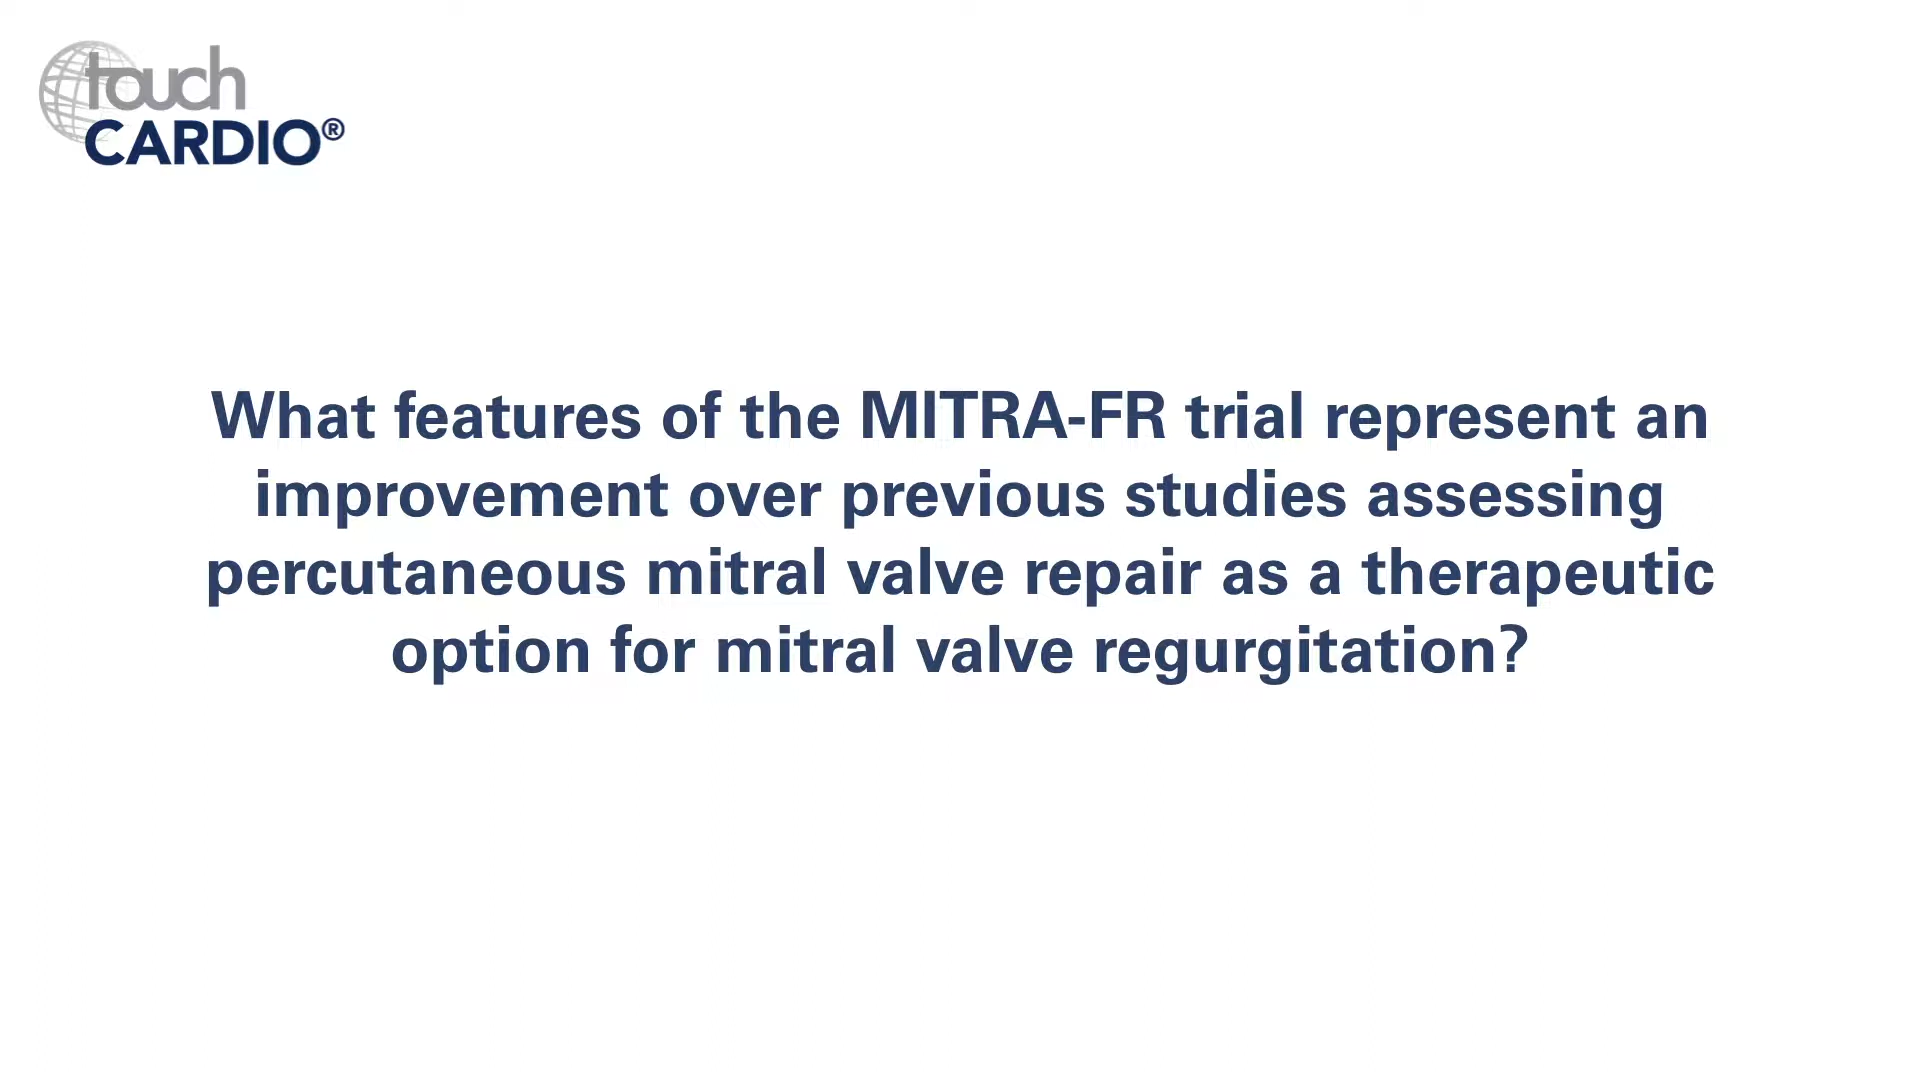 touch
CARDIO®
What features of the MITRA-FR trial represent an
improvement over previous studies assessing
percutaneous mitral valve repair as a therapeutic
option for mitral valve regurgitation?